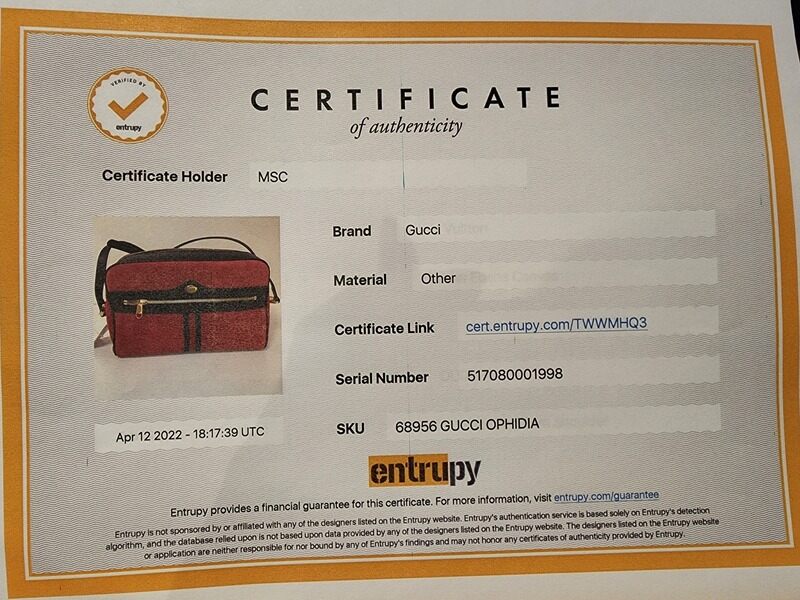 VERIFIED BY
entrupy
CERTIFICATE
of authenticity
Certificate Holder MSC
Brand Gucci
Material Other
Certificate Link cert.entrupy.com/TWWMHQ3
Serial Number 517080001998
Apr 12 2022 - 18:17:39 UTC
SKU 68956 GUCCI OPHIDIA
entrupy
Entrupy provides a financial guarantee for this certificate. For more information, visit entrupy.com/guarantee
Entrupy is not sponsored by or affiliated with any of the designers listed on the Entrupy website. Entrupy's authentication service is based solely on Entrupy's detection
algorithm, and the database relied upon is not based upon data provided by any of the designers listed on the Entrupy website. The designers listed on the Entrupy website
or application are neither responsible for nor bound by any of Entrupy's findings and may not honor any certificates of authenticity provided by Entrupy.